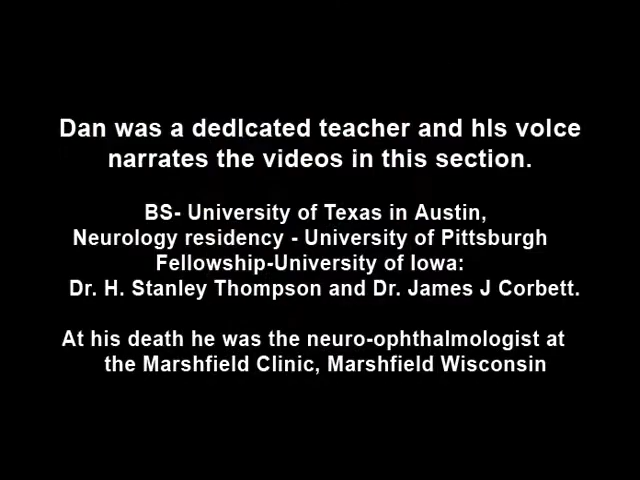 Dan was a dedicated teacher and his voice
narrates the videos in this section.
BS- University of Texas in Austin,
Neurology residency - University of Pittsburgh
Fellowship-University of Iowa:
Dr. H. Stanley Thompson and Dr. James J Corbett.
At his death he was the neuro-ophthalmologist at
the Marshfield Clinic, Marshfield Wisconsin